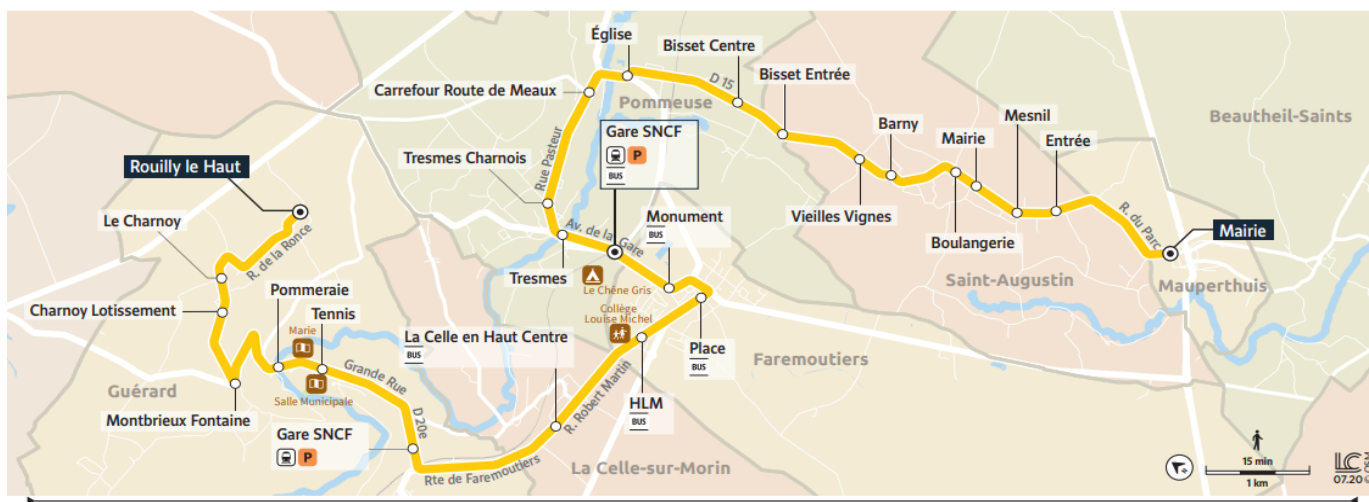 Église
Bisset Centre
D 15
Bisset Entrée
Carrefour Route de Meaux
Pommeuse
Beautheil-Saints
Mesnil
Barny
Mairie
Entrée
Gare SNCF
P
BUS
Rue Pasteur
Tresmes Charnois
Rouilly le Haut
Le Charnoy
R. de la Ronce
Av. de la Gare
Monument
BUS
Vieilles Vignes
Boulangerie
R. du Parc
Mairie
Tresmes
Le Chêne Gris
Saint-Augustin
Mauperthuis
Charnoy Lotissement
Pommeraie
Tennis
Marie
Collège
Louise Michel
La Celle en Haut Centre
BUS
Place
BUS
Faremoutiers
Guérard
Grande Rue
Salle Municipale
Montbrieux Fontaine
D 20e
R. Robert Martin
HLM
BUS
Gare SNCF
P
Rte de Faremoutiers
La Celle-sur-Morin
15 min
1 km
LC
07.20
© OSM